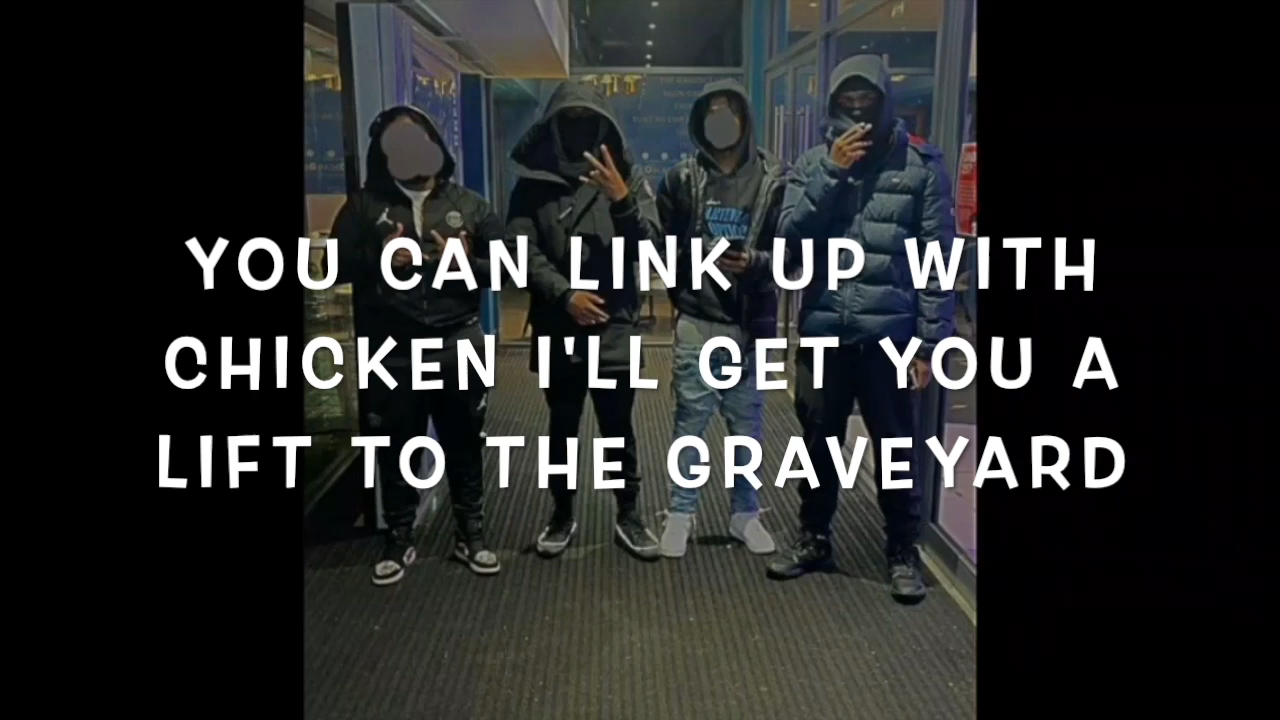 YOU CAN LINK UP WITH
CHICKEN I'LL GET YOU A
LIFT TO THE GRAVEYARD